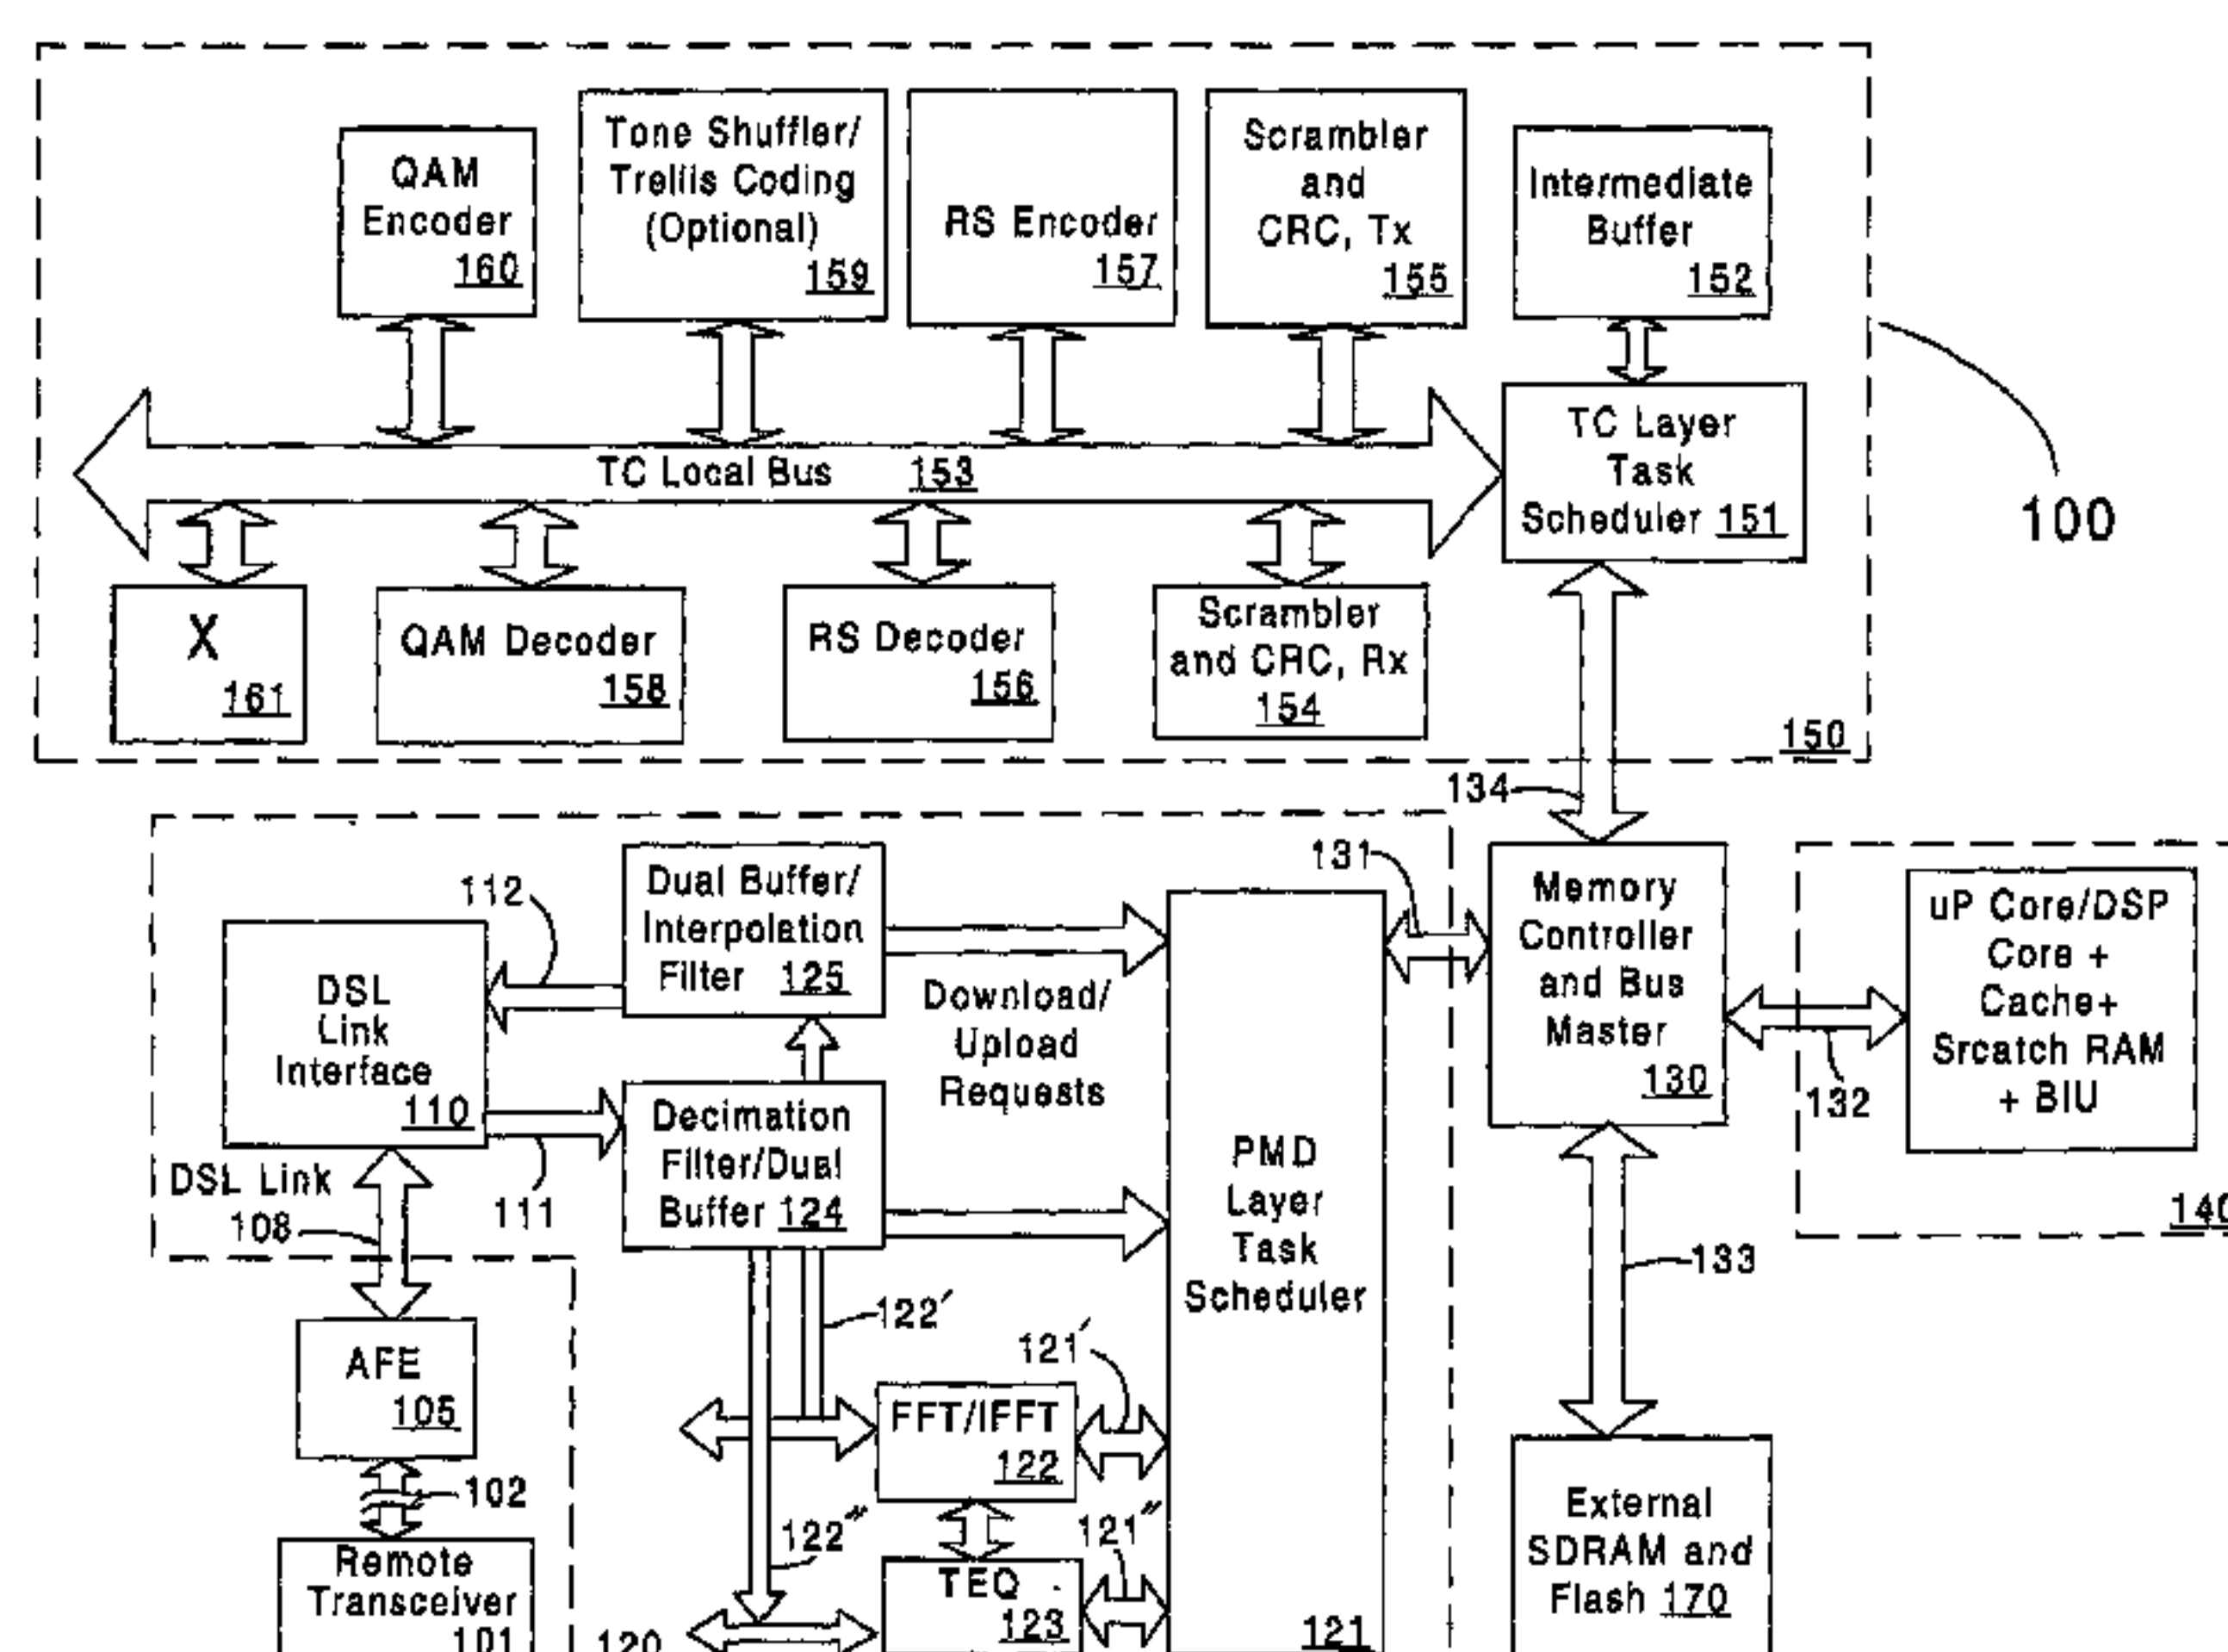 QAM
Encoder
160
Tone Shuffler/
Trellis Coding
(Optional)
159
RS Encoder
157
Scrambler
and
CRC, Tx
155
Intermediate
Buffer
152
TC Local Bus 153
TC Layer
Task
Scheduler 151
100
X
161
QAM Decoder
158
RS Decoder
156
Scrambler
and CRC, Rx
154
150
134
131
112
Dual Buffer/
Interpolation
Filter 125
DSL
Link
Interface
110
Download/
Upload
Requests
Memory
Controller
and Bus
Master
130
uP Core/DSP
Core +
Cache+
Srcatch RAM
+ BIU
132
140
Decimation
Filter/Dual
Buffer 124
111
DSL Link
108
PMD
Layer
Task
Scheduler
133
122′
121′
AFE
105
FFT/IFFT
122
102
122″
121″
Remote
Transceiver
101
120
TEQ
123
121
External
SDRAM and
Flash 170